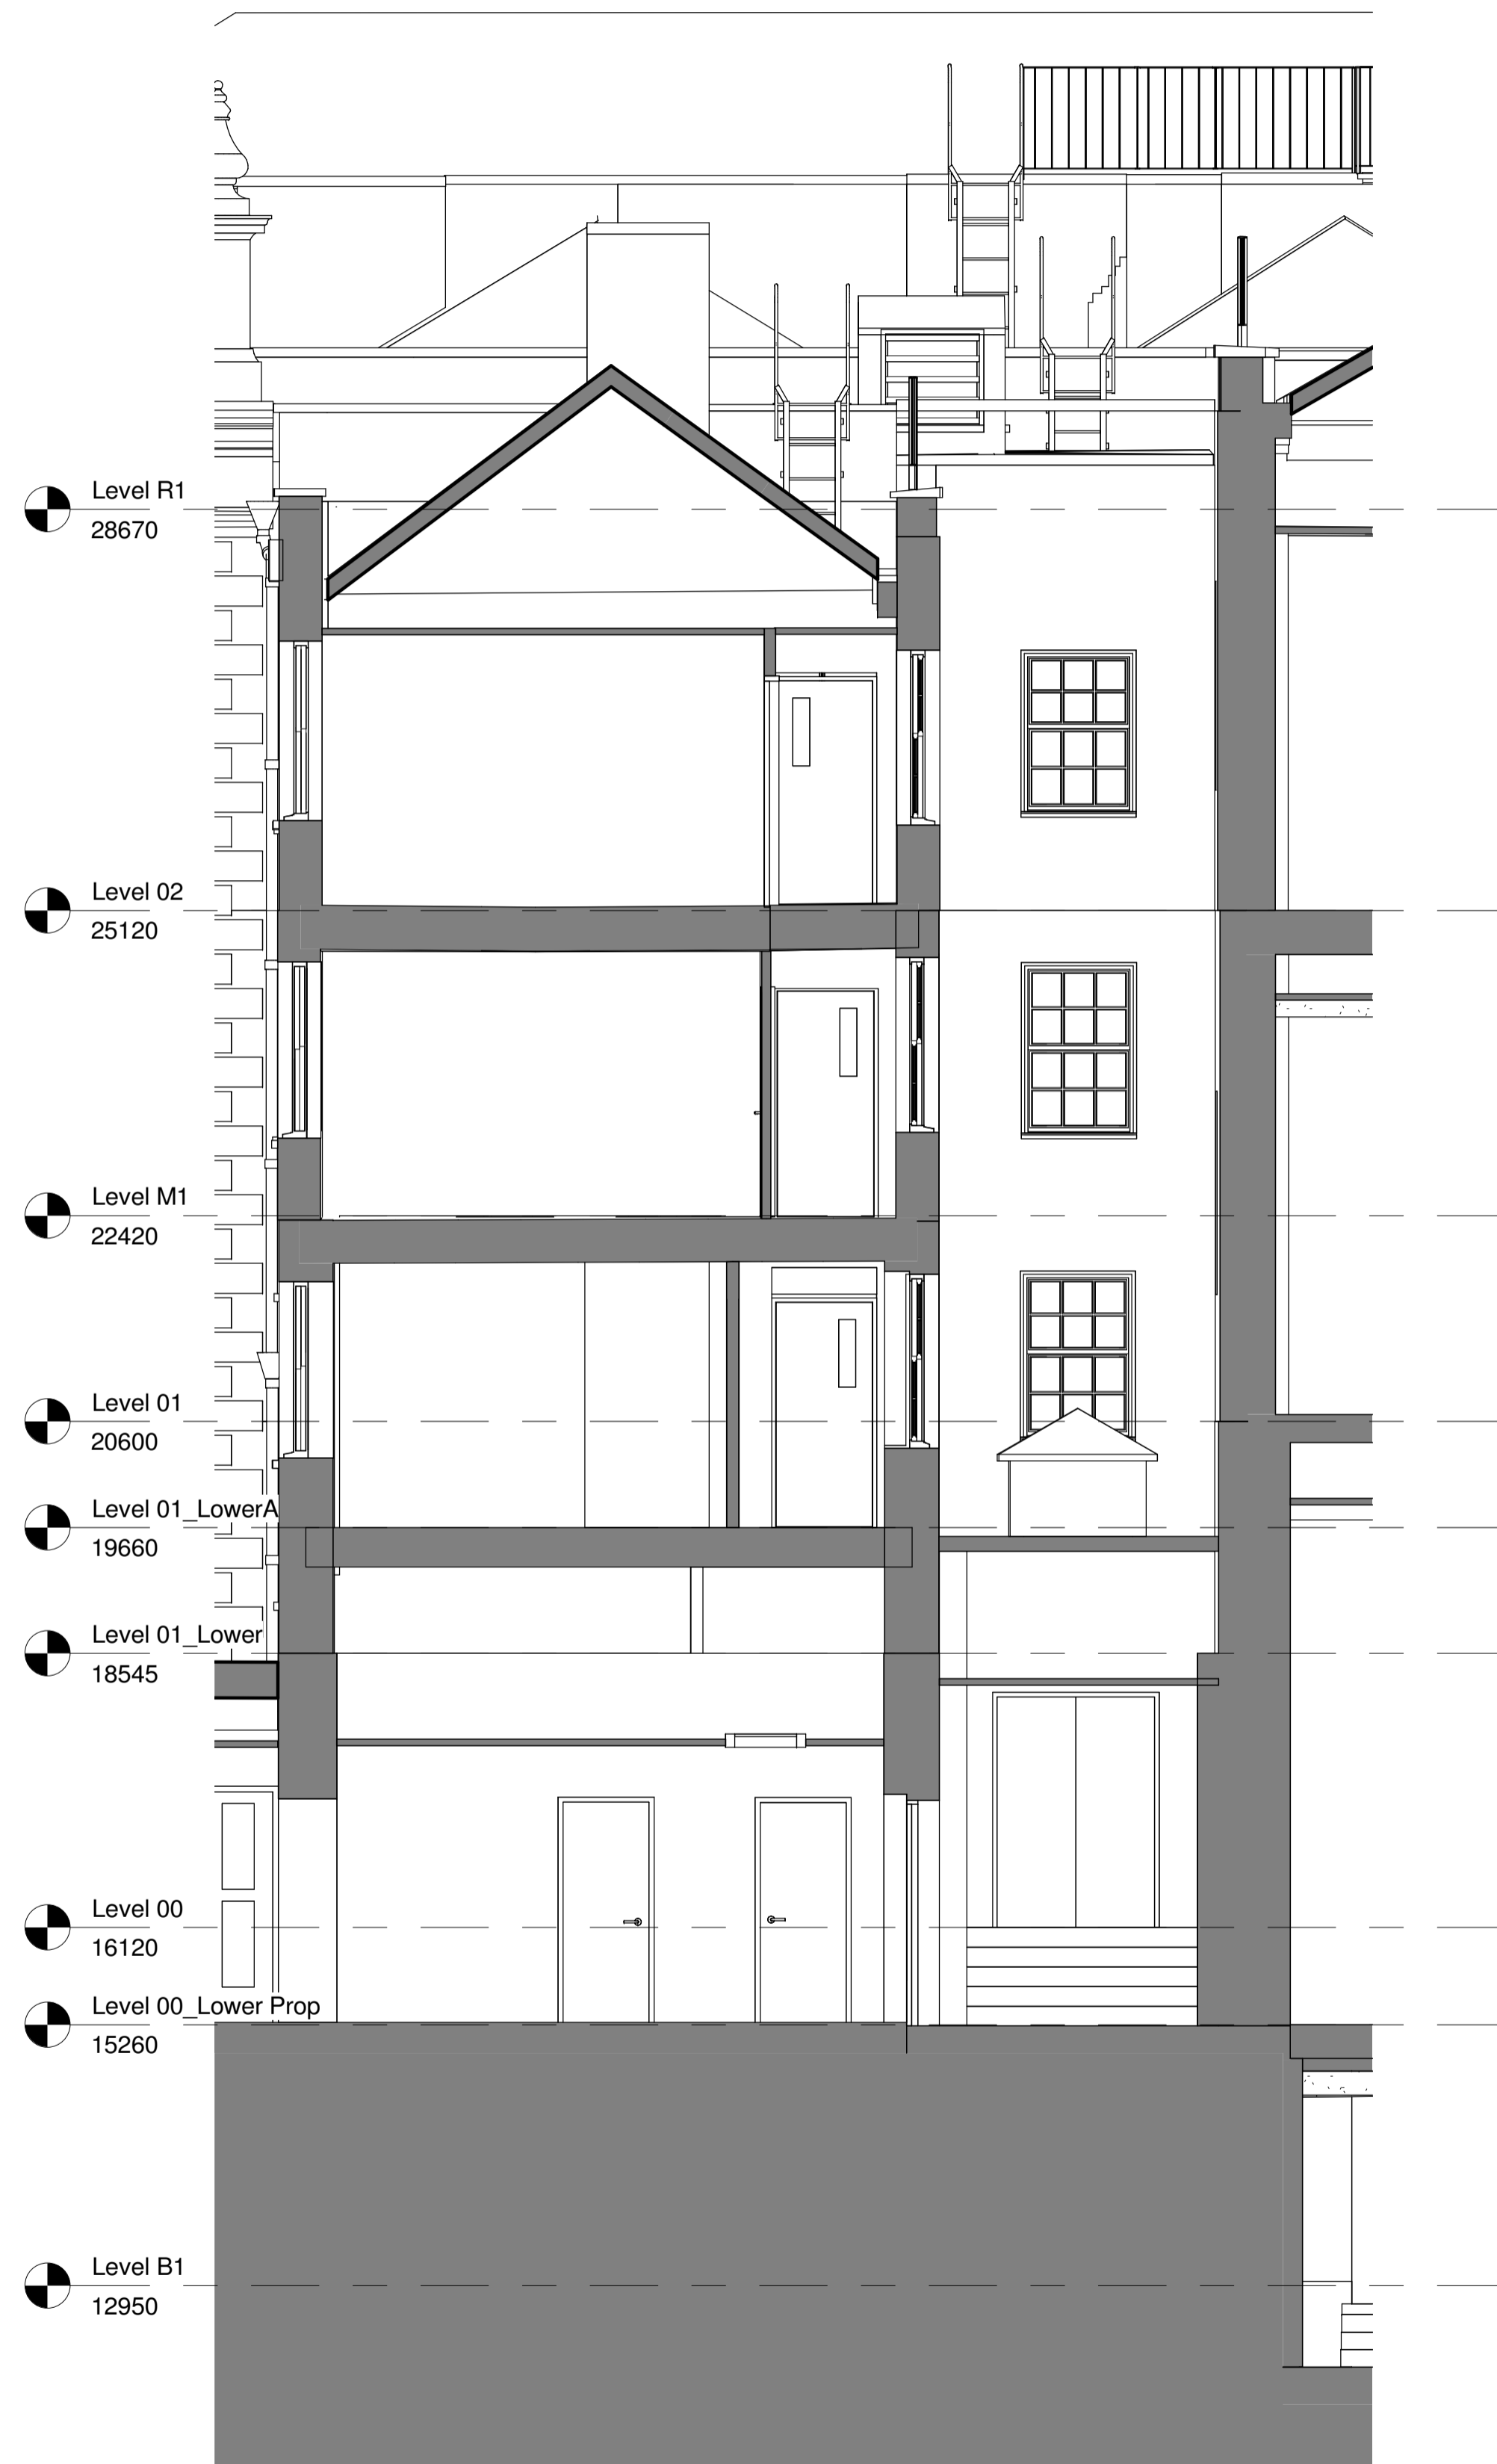 Level R1
28670
Level 02
25120
Level M1
22420
Level 01
20600
Level 01_LowerA
19660
Level 01_Lower
18545
Level 00
16120
Level 00_Lower Prop
15260
Level B1
12950